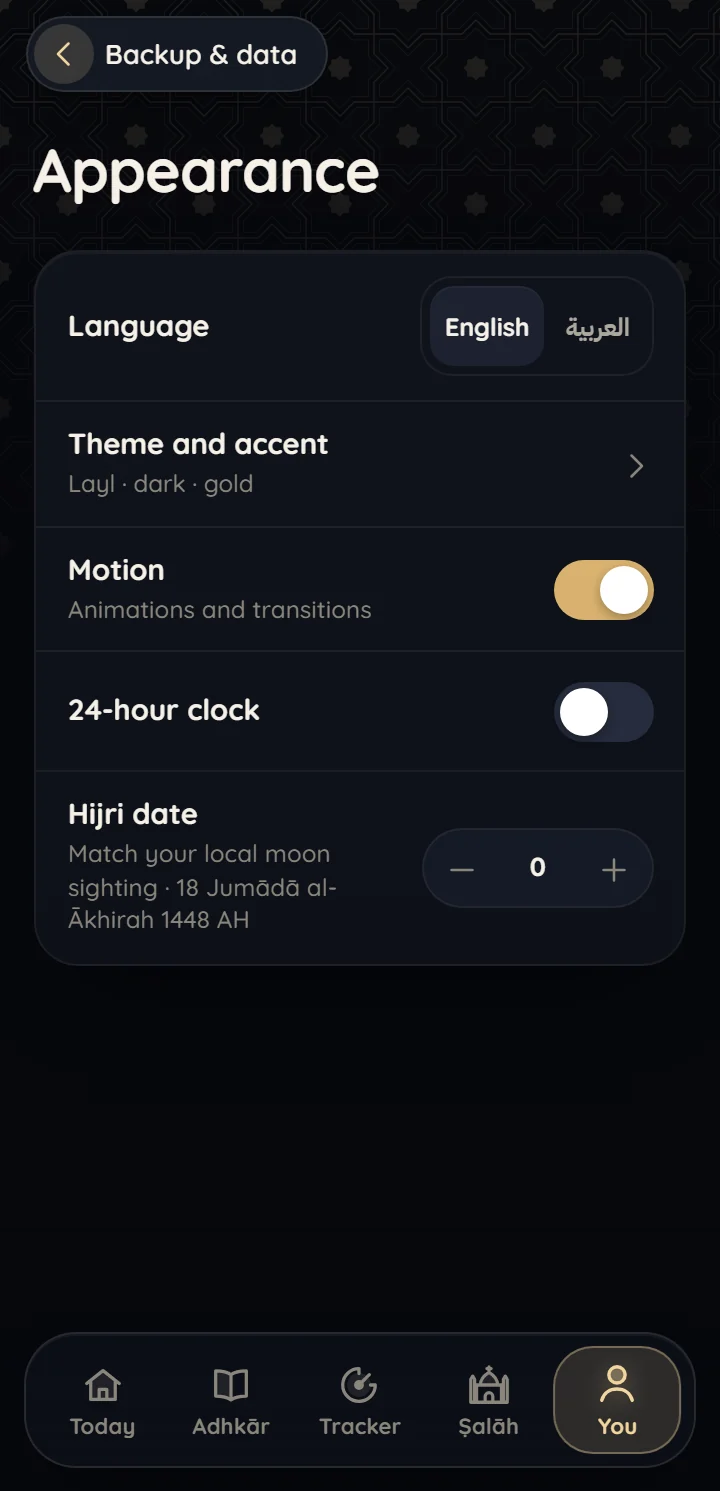 Backup & data
Appearance
Language
English
العربية
Theme and accent
Layl · dark · gold
Motion
Animations and transitions
24-hour clock
Hijri date
Match your local moon
sighting · 18 Jumādā al-
Ākhirah 1448 AH
0
Today
Adhkār
Tracker
Ṣalāh
You